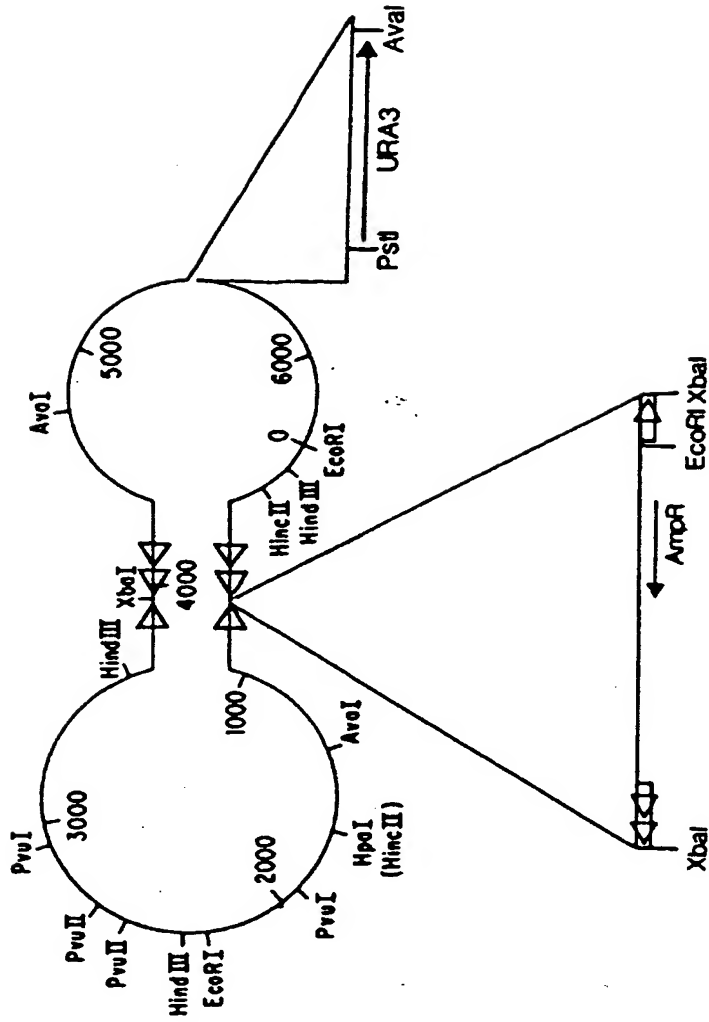 PvuI
PvuII
PvuII
HindIII
EcoRI
3000
2000
PvuI
HpaI
(HincII)
AvaI
1000
HindIII
XbaI
4000
HincII
HindIII
EcoRI
0
AvaI
5000
6000
PstI
URA3
AvaI
XbaI
AmpR
EcoRI
XbaI